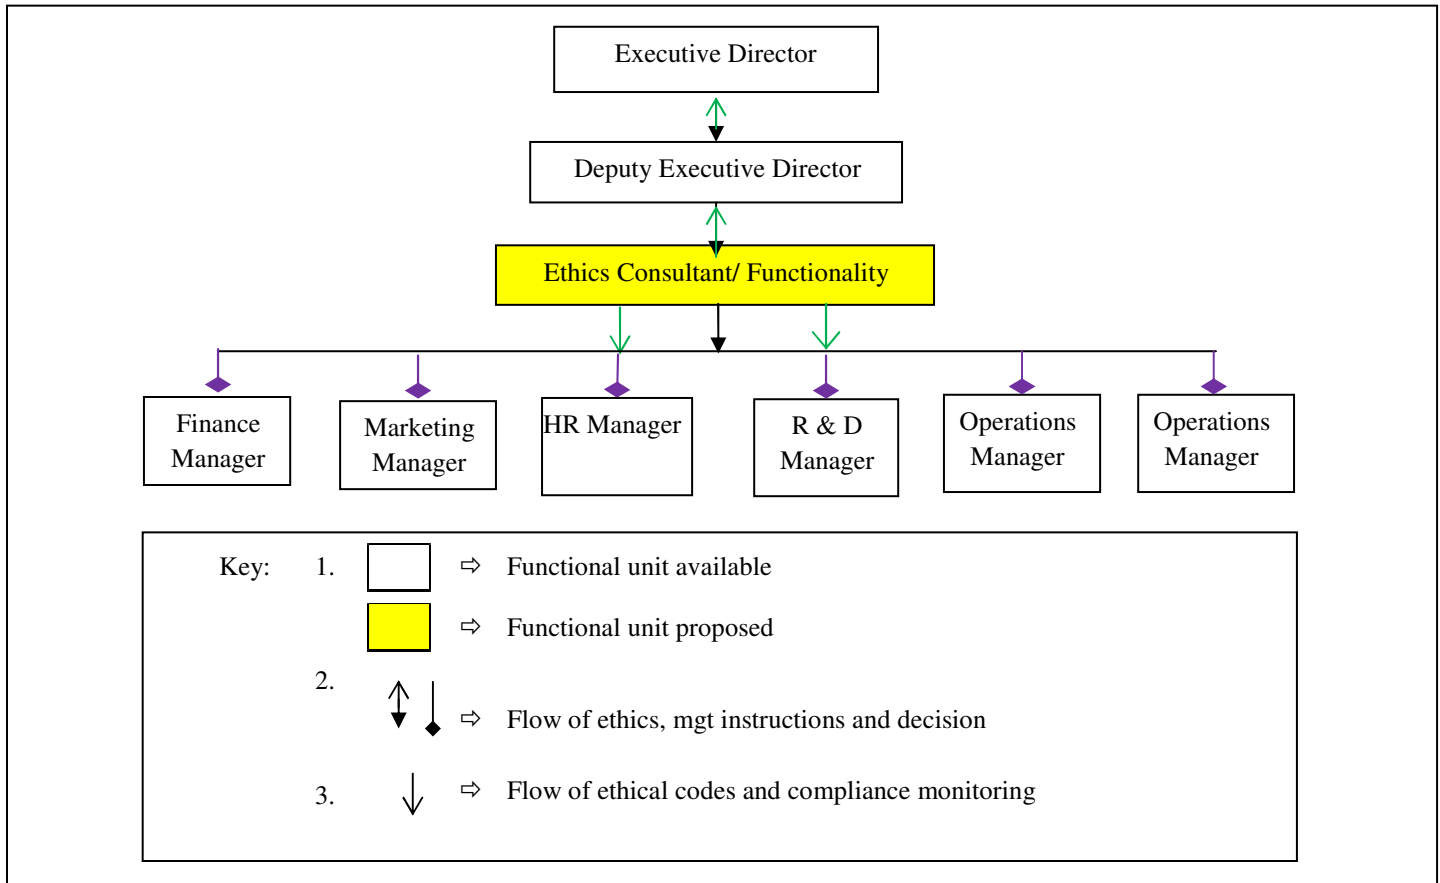 Executive Director
Deputy Executive Director
Ethics Consultant/ Functionality
Finance
Manager
Marketing
Manager
HR Manager
R & D
Manager
Operations
Manager
Operations
Manager
Key: 1. ⇨ Functional unit available
⇨ Functional unit proposed
2.
⇨ Flow of ethics, mgt instructions and decision
3. ⇨ Flow of ethical codes and compliance monitoring